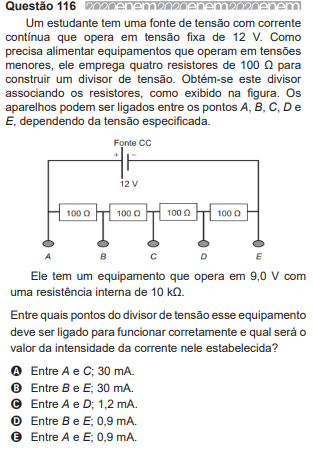 Questão 116 2020enem2020enem2020enem
Um estudante tem uma fonte de tensão com corrente
contínua que opera em tensão fixa de 12 V. Como
precisa alimentar equipamentos que operam em tensões
menores, ele emprega quatro resistores de 100 Ω para
construir um divisor de tensão. Obtém-se este divisor
associando os resistores, como exibido na figura. Os
aparelhos podem ser ligados entre os pontos A, B, C, D e
E, dependendo da tensão especificada.
Fonte CC
+ −
12 V
100 Ω 100 Ω 100 Ω 100 Ω
A B C D E
Ele tem um equipamento que opera em 9,0 V com
uma resistência interna de 10 kΩ.
Entre quais pontos do divisor de tensão esse equipamento
deve ser ligado para funcionar corretamente e qual será o
valor da intensidade da corrente nele estabelecida?
A Entre A e C; 30 mA.
B Entre B e E; 30 mA.
C Entre A e D; 1,2 mA.
D Entre B e E; 0,9 mA.
E Entre A e E; 0,9 mA.